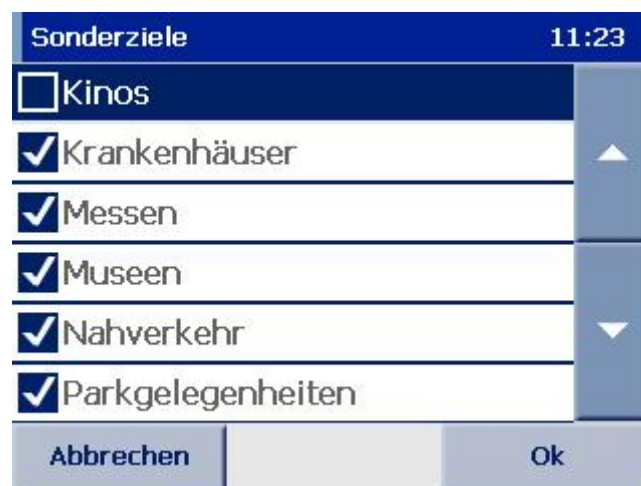 Sonderziele 11:23
Kinos
Krankenhäuser
Messen
Museen
Nahverkehr
Parkgelegenheiten
Abbrechen Ok